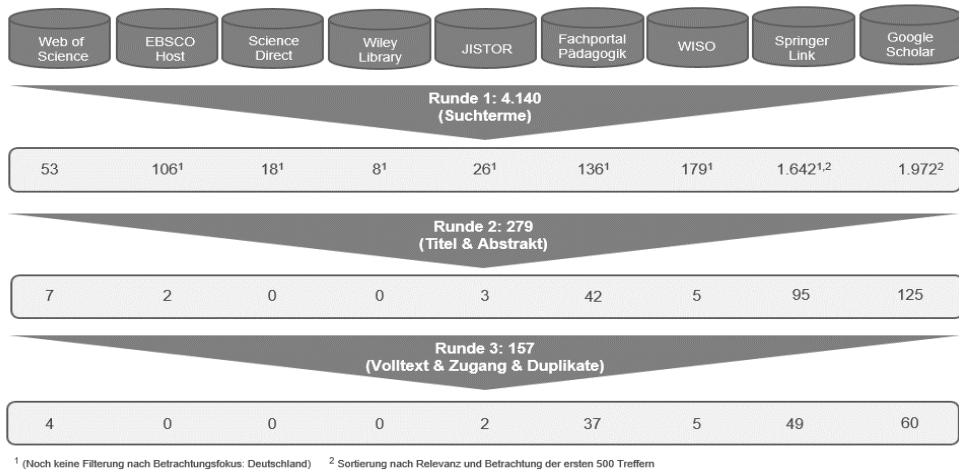 Web of Science
EBSCO Host
Science Direct
Wiley Library
JISTOR
Fachportal Pädagogik
WISO
Springer Link
Google Scholar
Runde 1: 4.140
(Suchterme)
53 106¹ 18¹ 8¹ 26¹ 136¹ 179¹ 1.642¹,² 1.972²
Runde 2: 279
(Titel & Abstrakt)
7 2 0 0 3 42 5 95 125
Runde 3: 157
(Volltext & Zugang & Duplikate)
4 0 0 0 2 37 5 49 60
¹ (Noch keine Filterung nach Betrachtungsfokus: Deutschland) ² Sortierung nach Relevanz und Betrachtung der ersten 500 Treffern